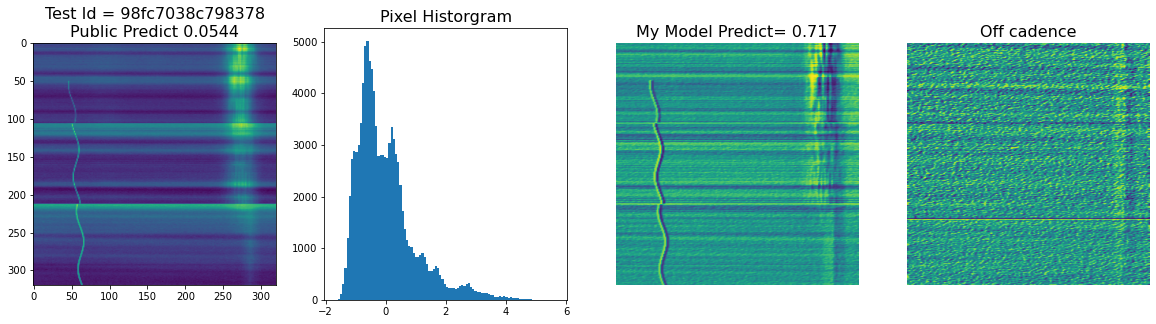 Test Id = 98fc7038c798378
Public Predict 0.0544
0
50
100
150
200
250
300
0 50 100 150 200 250 300
Pixel Historgram
5000
4000
3000
2000
1000
0
−2 0 2 4 6
My Model Predict= 0.717
Off cadence